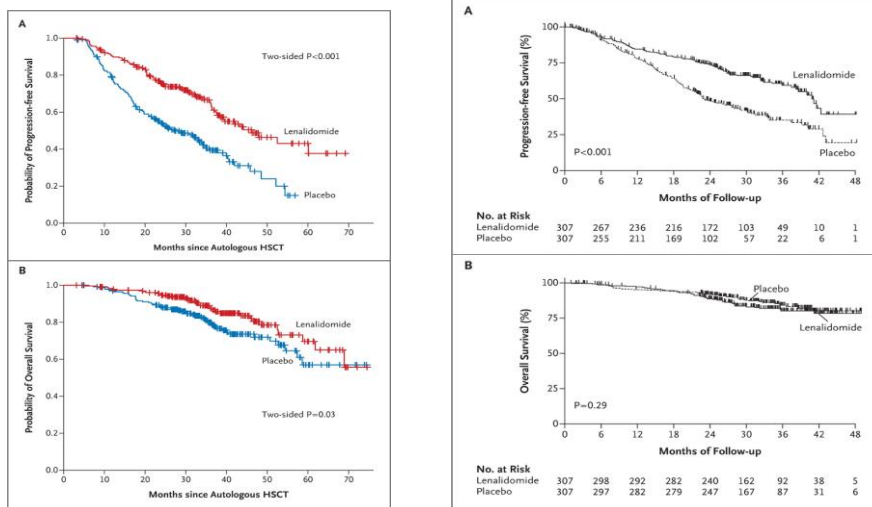 A
1.0
0.8
0.6
0.4
0.2
0.0
Probability of Progression-free Survival
Two-sided P<0.001
Lenalidomide
Placebo
0 10 20 30 40 50 60 70
Months since Autologous HSCT
B
1.0
0.8
0.6
0.4
0.2
0.0
Probability of Overall Survival
Lenalidomide
Placebo
Two-sided P=0.03
0 10 20 30 40 50 60 70
Months since Autologous HSCT
A
100
75
50
25
0
Progression-free Survival (%)
Lenalidomide
Placebo
P<0.001
0 6 12 18 24 30 36 42 48
Months of Follow-up
No. at Risk
Lenalidomide 307 267 236 216 172 103 49 10 1
Placebo 307 255 211 169 102 57 22 6 1
B
100
75
50
25
0
Overall Survival (%)
Placebo
Lenalidomide
P=0.29
0 6 12 18 24 30 36 42 48
Months of Follow-up
No. at Risk
Lenalidomide 307 298 292 282 240 162 92 38 5
Placebo 307 297 282 279 247 167 87 31 6